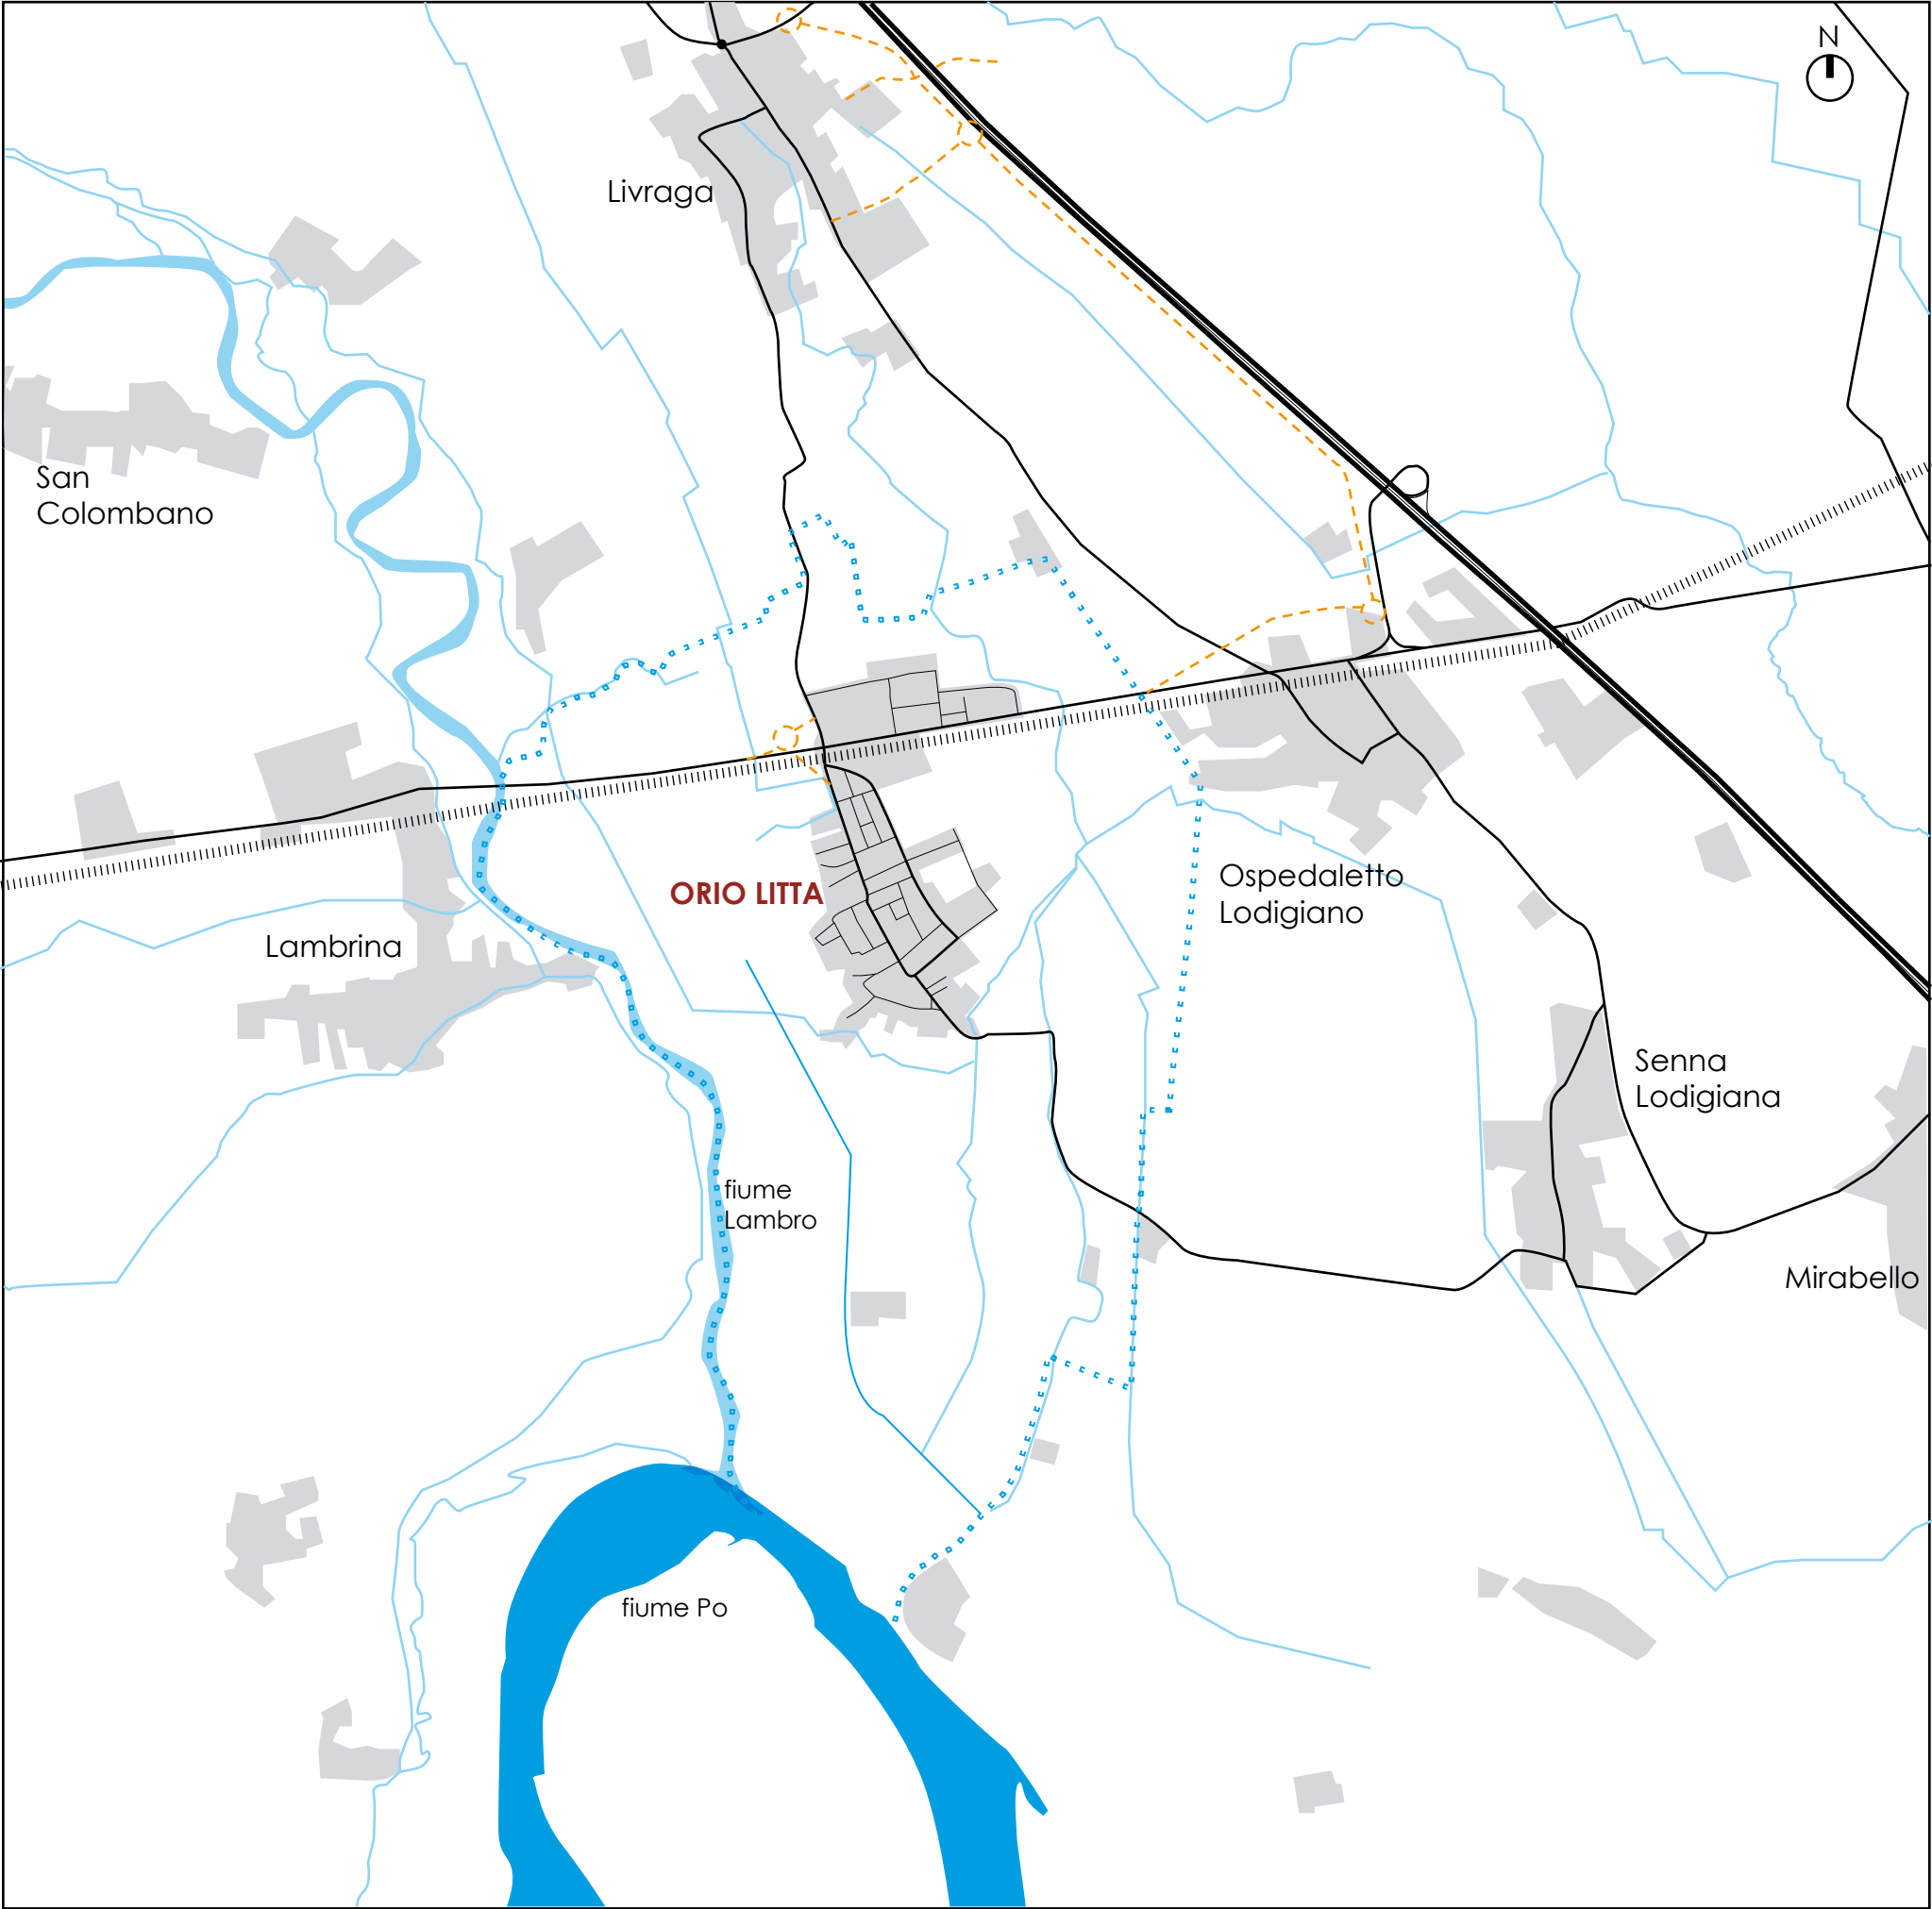 N
Livraga
San
Colombano
ORIO LITTA
Ospedaletto
Lodigiano
Lambrina
Senna
Lodigiana
fiume
Lambro
Mirabello
fiume Po